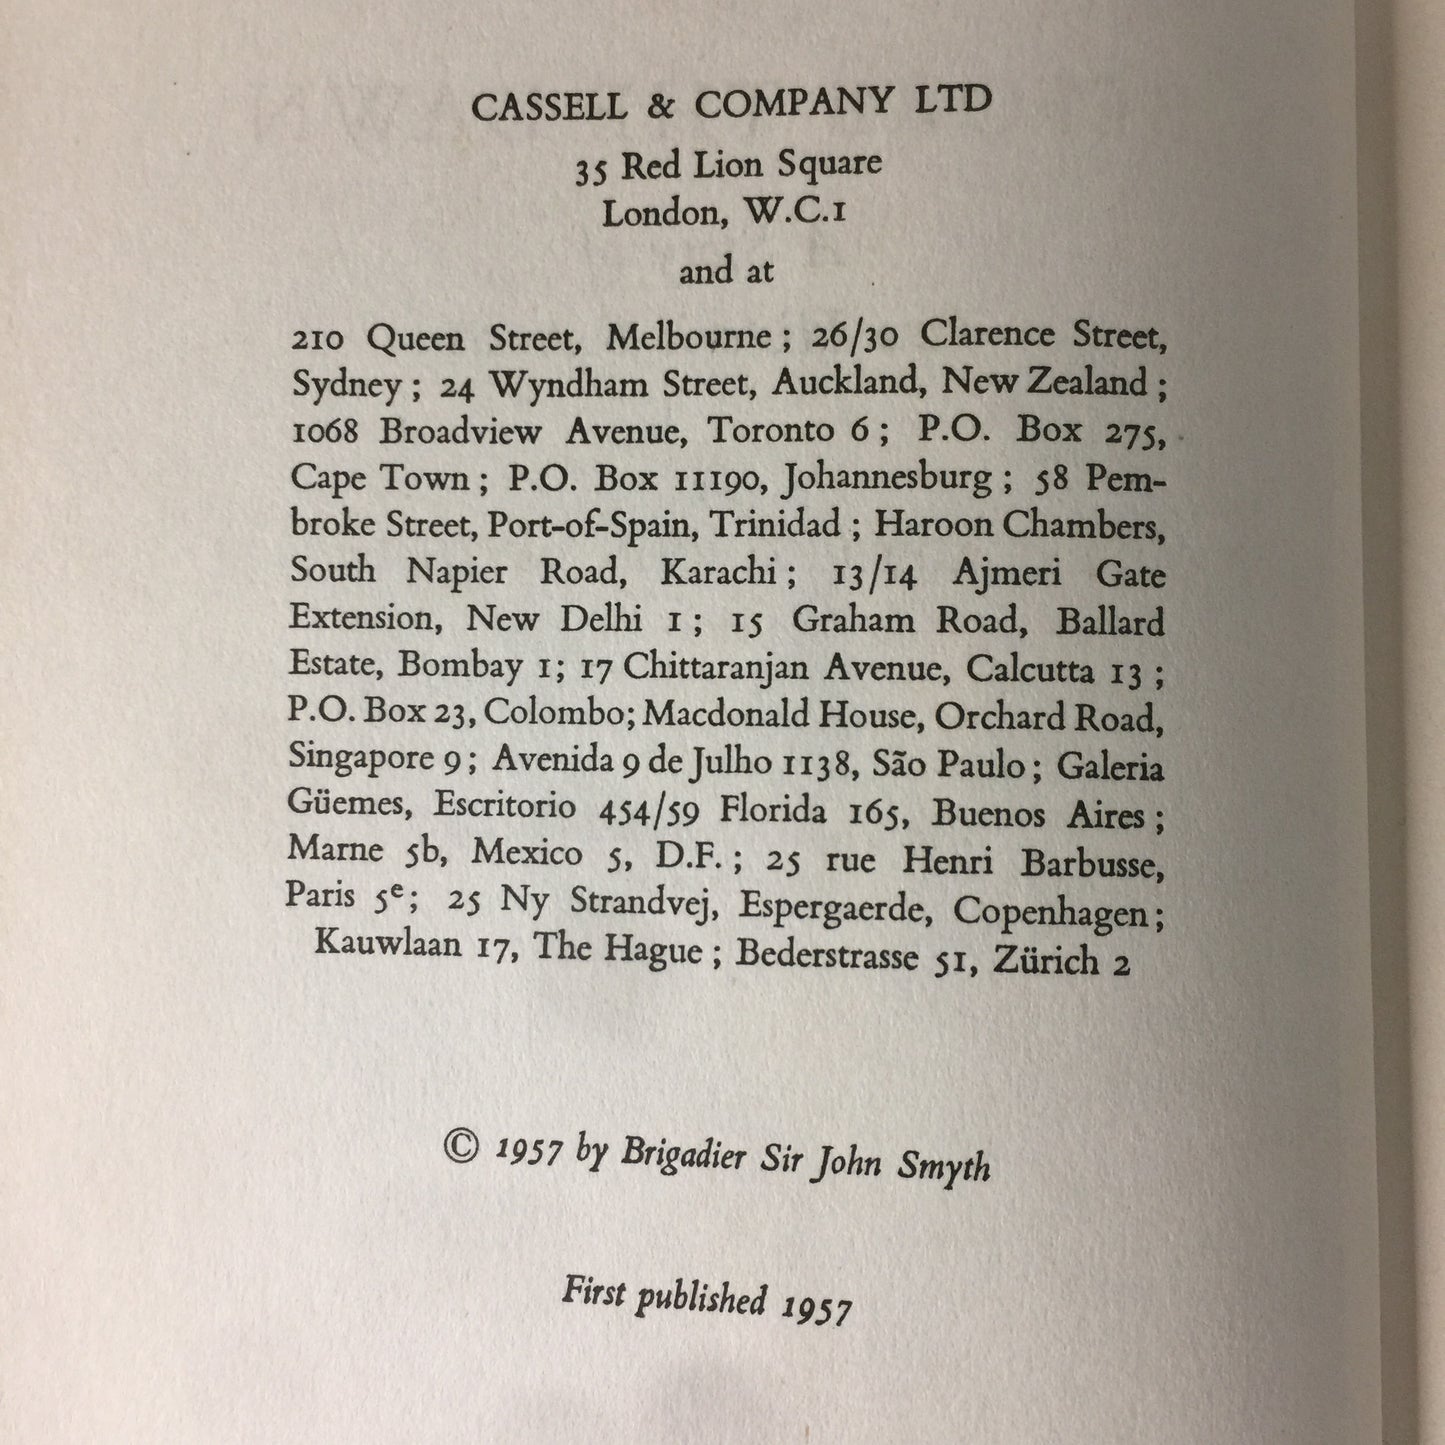 CASSELL & COMPANY LTD
35 Red Lion Square
London, W.C.1
and at
210 Queen Street, Melbourne; 26/30 Clarence Street,
Sydney; 24 Wyndham Street, Auckland, New Zealand;
1068 Broadview Avenue, Toronto 6; P.O. Box 275,
Cape Town; P.O. Box 11190, Johannesburg; 58 Pem-
broke Street, Port-of-Spain, Trinidad; Haroon Chambers,
South Napier Road, Karachi; 13/14 Ajmeri Gate
Extension, New Delhi 1; 15 Graham Road, Ballard
Estate, Bombay 1; 17 Chittaranjan Avenue, Calcutta 13;
P.O. Box 23, Colombo; Macdonald House, Orchard Road,
Singapore 9; Avenida 9 de Julho 1138, São Paulo; Galeria
Güemes, Escritorio 454/59 Florida 165, Buenos Aires;
Marne 5b, Mexico 5, D.F.; 25 rue Henri Barbusse,
Paris 5e; 25 Ny Strandvej, Espergaerde, Copenhagen;
Kauwlaan 17, The Hague; Bederstrasse 51, Zürich 2
© 1957 by Brigadier Sir John Smyth
First published 1957